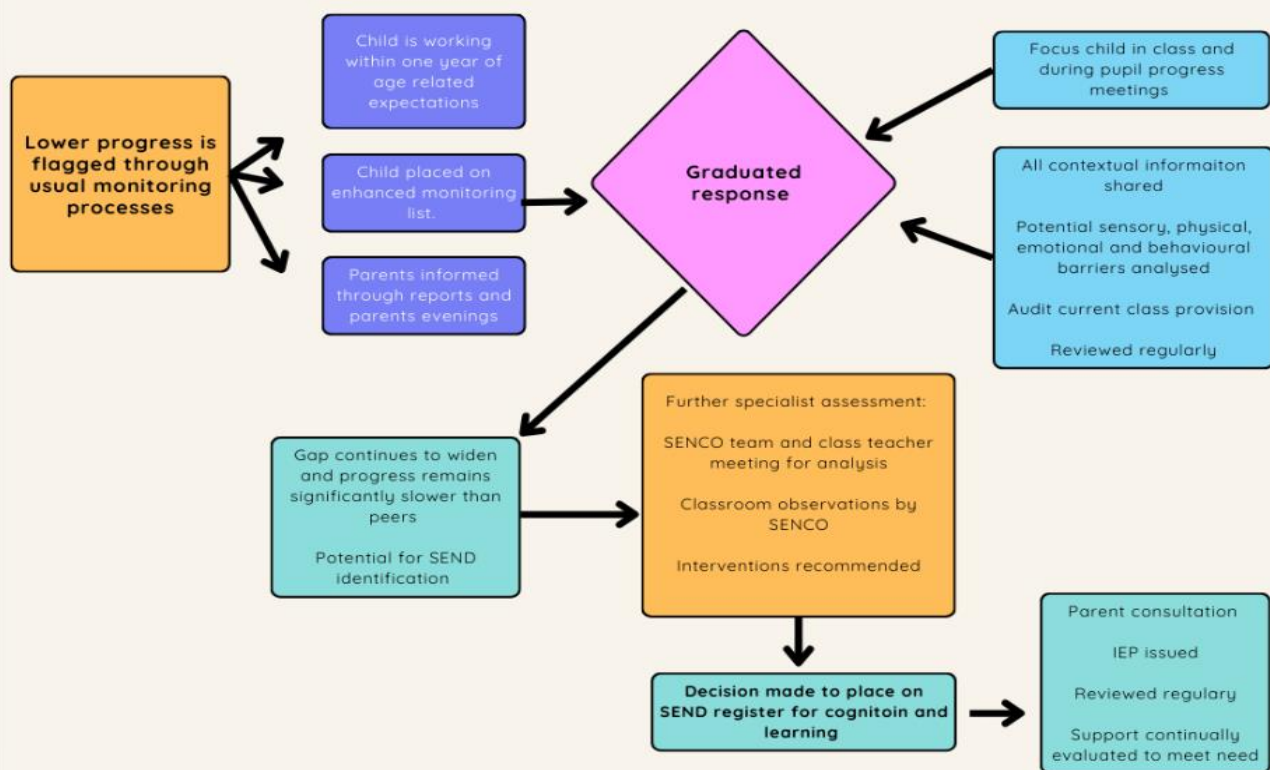 Lower progress is
flagged through
usual monitoring
processes
Child is working
within one year of
age related
expectations
Child placed on
enhanced monitoring
list.
Parents informed
through reports and
parents evenings
Graduated
response
Focus child in class and
during pupil progress
meetings
All contextual informaiton
shared
Potential sensory, physical,
emotional and behavioural
barriers analysed
Audit current class provision
Reviewed regularly
Gap continues to widen
and progress remains
significantly slower than
peers
Potential for SEND
identification
Further specialist assessment:
SENCO team and class teacher
meeting for analysis
Classroom observations by
SENCO
Interventions recommended
Decision made to place on
SEND register for cognitoin and
learning
Parent consultation
IEP issued
Reviewed regulary
Support continually
evaluated to meet need